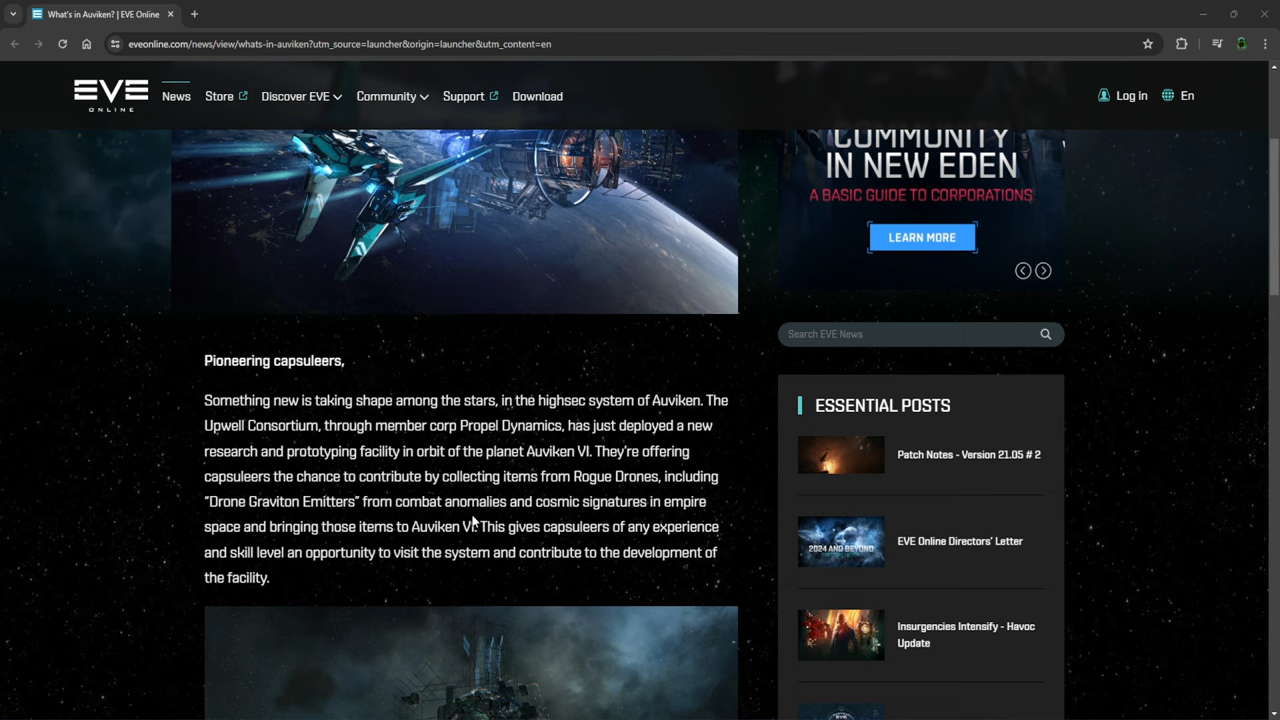 What's in Auviken? | EVE Online
eveonline.com/news/view/whats-in-auviken?utm_source=launcher&origin=launcher&utm_content=en
EVE
ONLINE
News
Store
Discover EVE
Community
Support
Download
Log In
En
COMMUNITY
IN NEW EDEN
A BASIC GUIDE TO CORPORATIONS
LEARN MORE
Search EVE News
Pioneering capsuleers,
Something new is taking shape among the stars, in the highsec system of Auviken. The
Upwell Consortium, through member corp Propel Dynamics, has just deployed a new
research and prototyping facility in orbit of the planet Auviken VI. They're offering
capsuleers the chance to contribute by collecting items from Rogue Drones, including
“Drone Graviton Emitters” from combat anomalies and cosmic signatures in empire
space and bringing those items to Auviken VI. This gives capsuleers of any experience
and skill level an opportunity to visit the system and contribute to the development of
the facility.
ESSENTIAL POSTS
Patch Notes - Version 21.05 # 2
2024 AND BEYOND
EVE Online Directors' Letter
Insurgencies Intensify - Havoc
Update